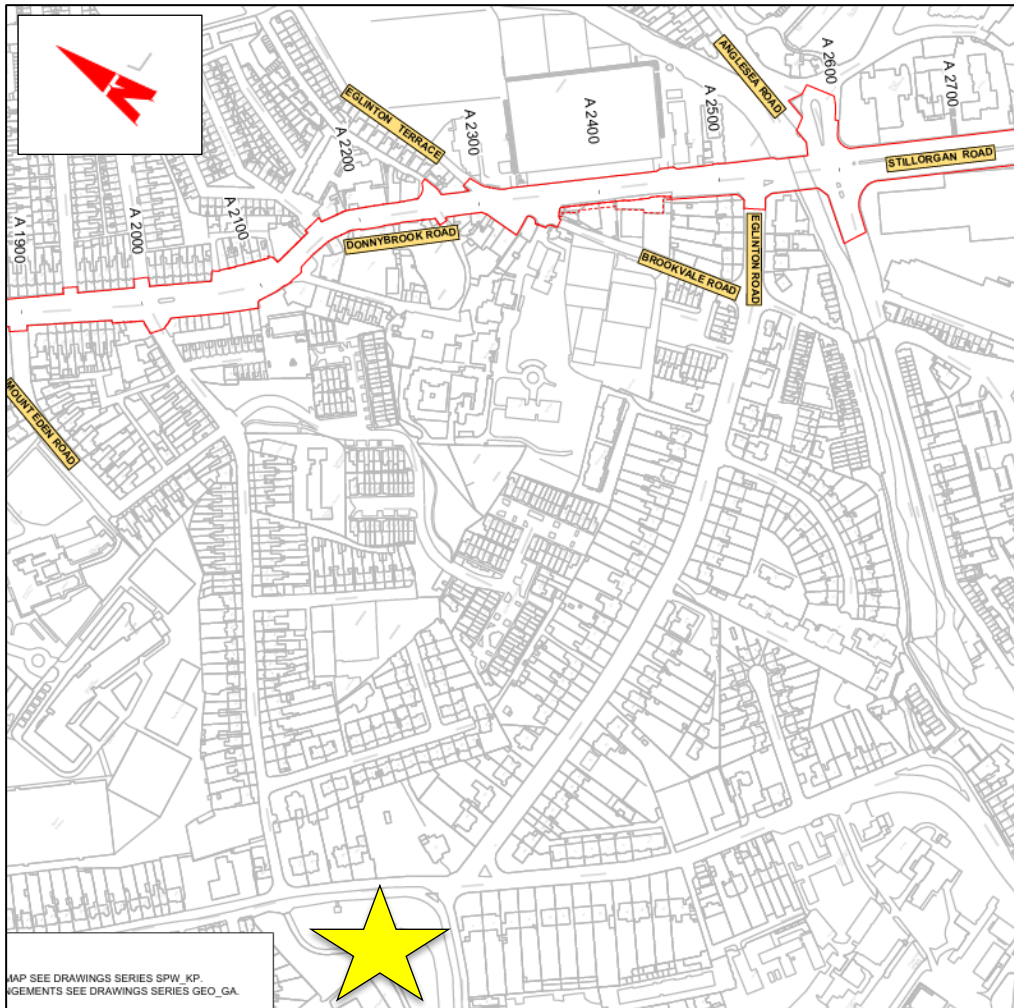 ANGLESEA ROAD
A 2600
A 2700
EGLINTON TERRACE
A 2200
A 2300
A 2400
A 2500
STILLORGAN ROAD
A 1900
A 2000
A 2100
DONNYBROOK ROAD
EGLINTON ROAD
BROOKVALE ROAD
MOUNT EDEN ROAD
MAP SEE DRAWINGS SERIES SPW_KP.
NGEMENTS SEE DRAWINGS SERIES GEO_GA.